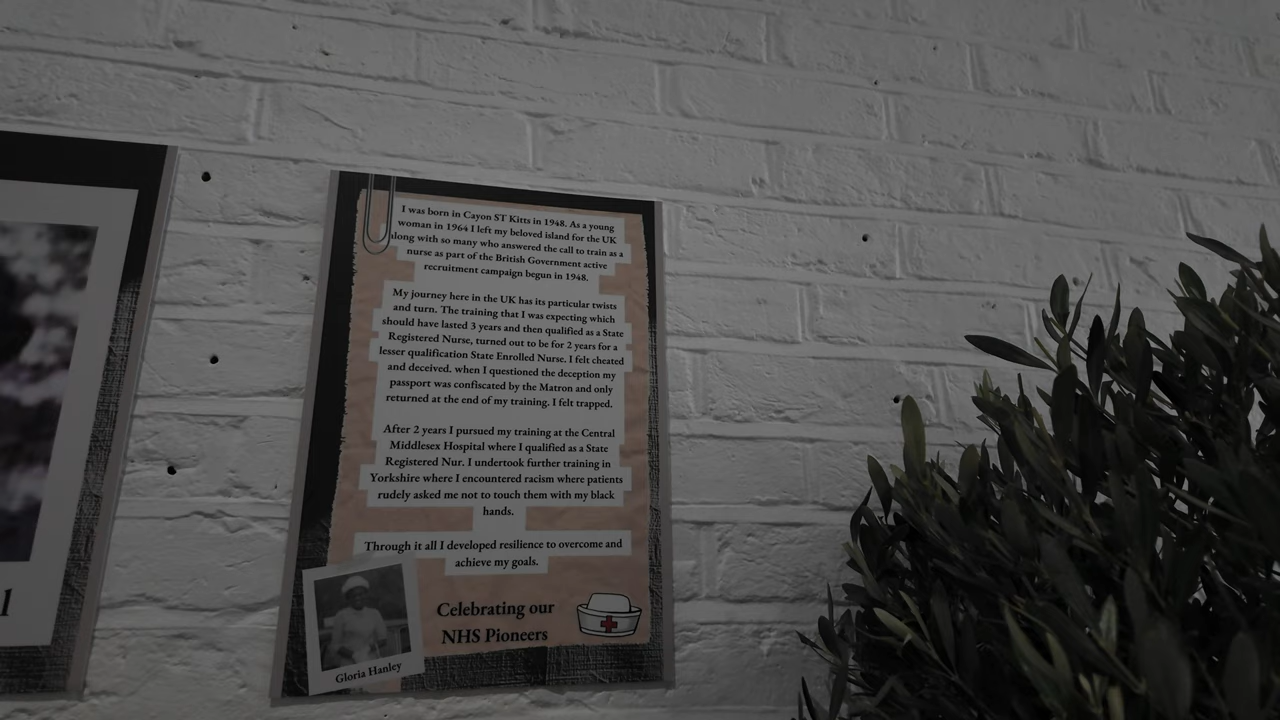 I was born in Cayon ST Kitts in 1948. As a young
woman in 1964 I left my beloved island for the UK
along with so many who answered the call to train as a
nurse as part of the British Government active
recruitment campaign begun in 1948.
My journey here in the UK has its particular twists
and turn. The training that I was expecting which
should have lasted 3 years and then qualified as a State
Registered Nurse, turned out to be for 2 years for a
lesser qualification State Enrolled Nurse. I felt cheated
and deceived. when I questioned the deception my
passport was confiscated by the Matron and only
returned at the end of my training. I felt trapped.
After 2 years I pursued my training at the Central
Middlesex Hospital where I qualified as a State
Registered Nur. I undertook further training in
Yorkshire where I encountered racism where patients
rudely asked me not to touch them with my black
hands.
Through it all I developed resilience to overcome and
achieve my goals.
Celebrating our
NHS Pioneers
Gloria Hanley